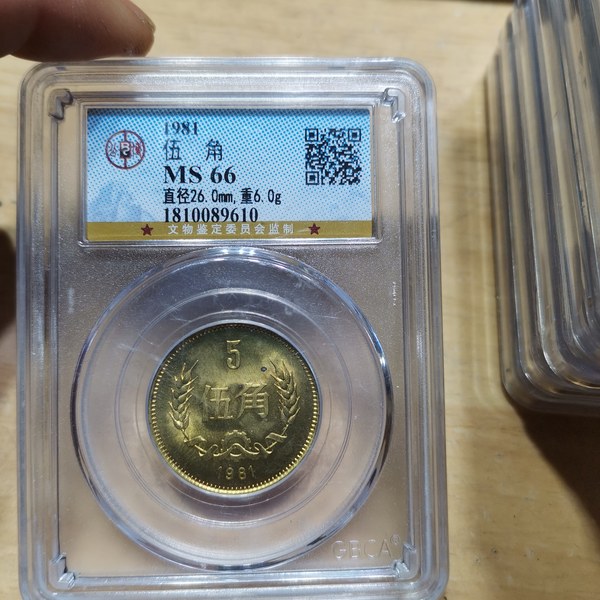 1981
伍 角
MS 66
直径26.0mm,重6.0g
1810089610
★ 文物鉴定委员会监制 ★
5
伍角
1981
GBCA